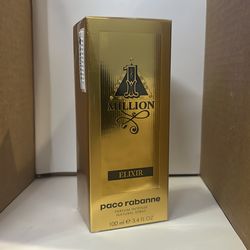 1
MILLION
ELIXIR
paco rabanne
PARFUM INTENSE
NATURAL SPRAY
100 ml ℮ 3.4 fl OZ